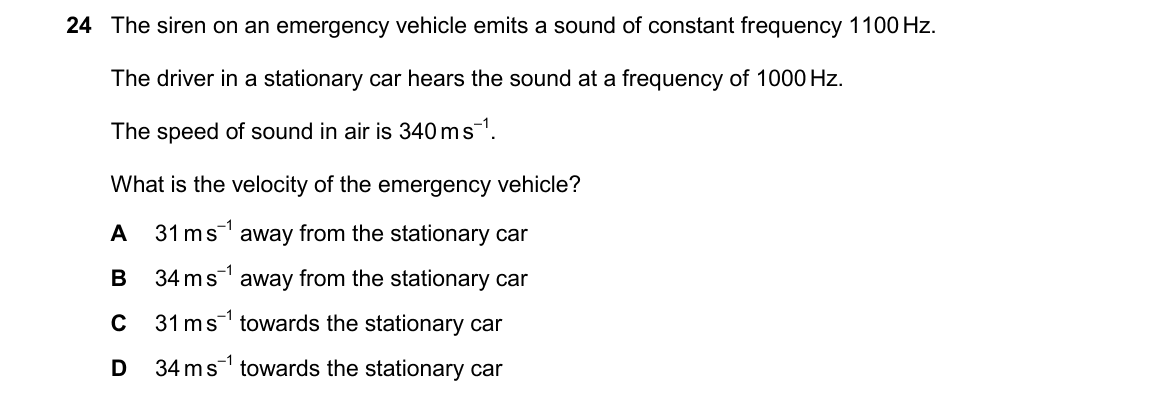 24 The siren on an emergency vehicle emits a sound of constant frequency 1100 Hz.
The driver in a stationary car hears the sound at a frequency of 1000 Hz.
The speed of sound in air is 340 m s⁻¹.
What is the velocity of the emergency vehicle?
A 31 m s⁻¹ away from the stationary car
B 34 m s⁻¹ away from the stationary car
C 31 m s⁻¹ towards the stationary car
D 34 m s⁻¹ towards the stationary car